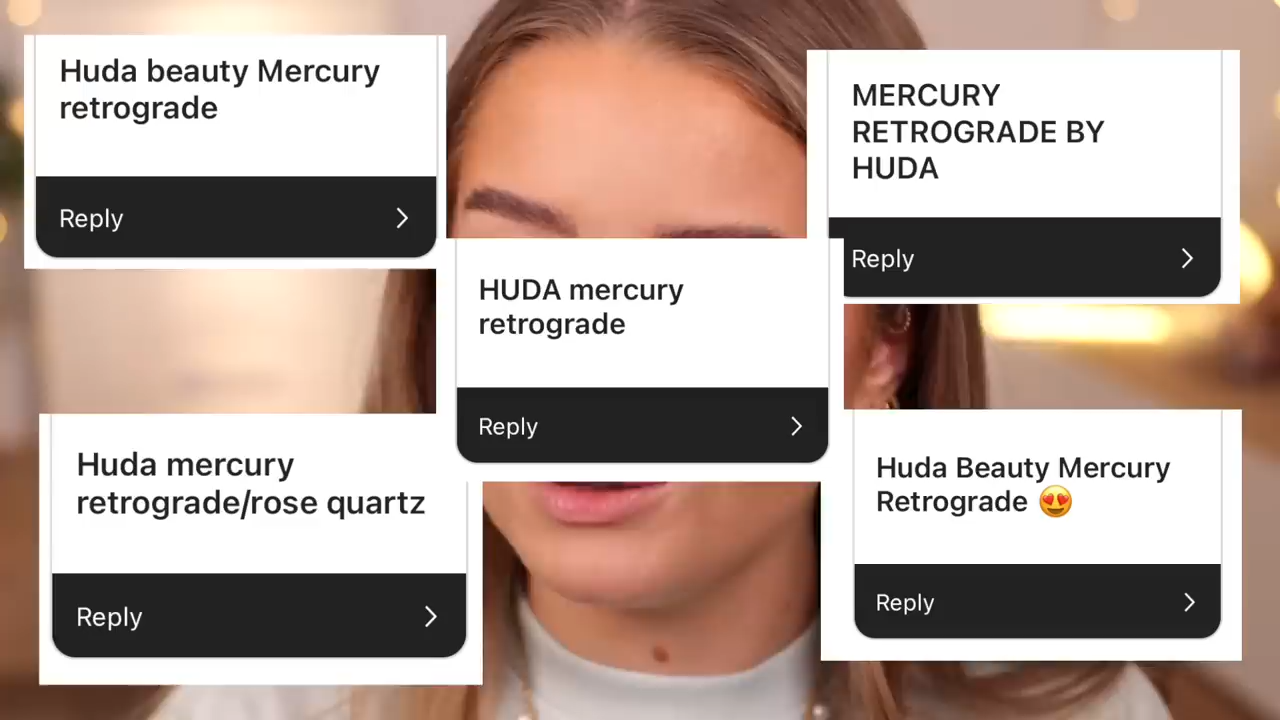 Huda beauty Mercury
retrograde
Reply
MERCURY
RETROGRADE BY
HUDA
Reply
HUDA mercury
retrograde
Reply
Huda mercury
retrograde/rose quartz
Reply
Huda Beauty Mercury
Retrograde 😍
Reply